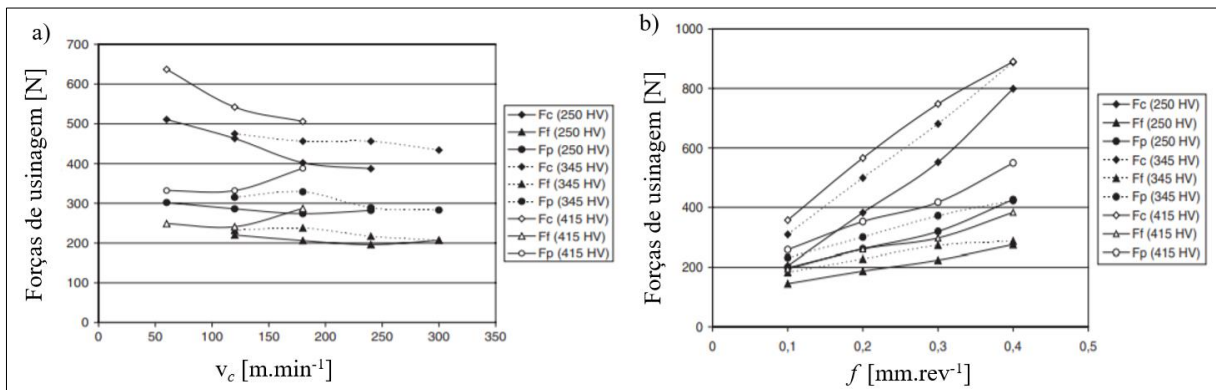 a)
Forças de usinagem [N]
700
600
500
400
300
200
100
0
0 50 100 150 200 250 300 350
v_c [m.min⁻¹]
Fc (250 HV)
Ff (250 HV)
Fp (250 HV)
Fc (345 HV)
Ff (345 HV)
Fp (345 HV)
Fc (415 HV)
Ff (415 HV)
Fp (415 HV)
b)
Forças de usinagem [N]
1000
800
600
400
200
0
0 0,1 0,2 0,3 0,4 0,5
f [mm.rev⁻¹]
Fc (250 HV)
Ff (250 HV)
Fp (250 HV)
Fc (345 HV)
Ff (345 HV)
Fp (345 HV)
Fc (415 HV)
Ff (415 HV)
Fp (415 HV)